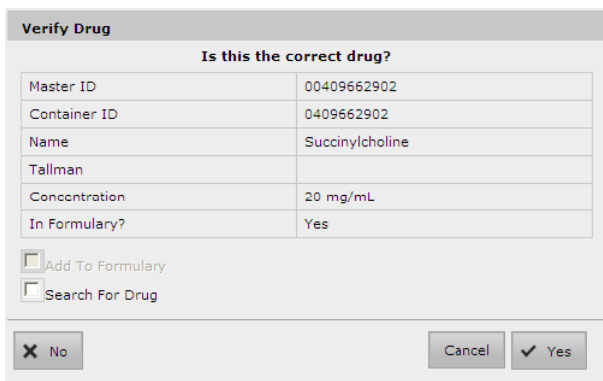 Verify Drug
Is this the correct drug?
Master ID 00409662902
Container ID 0409662902
Name Succinylcholine
Tallman
Concentration 20 mg/mL
In Formulary? Yes
Add To Formulary
Search For Drug
No Cancel Yes